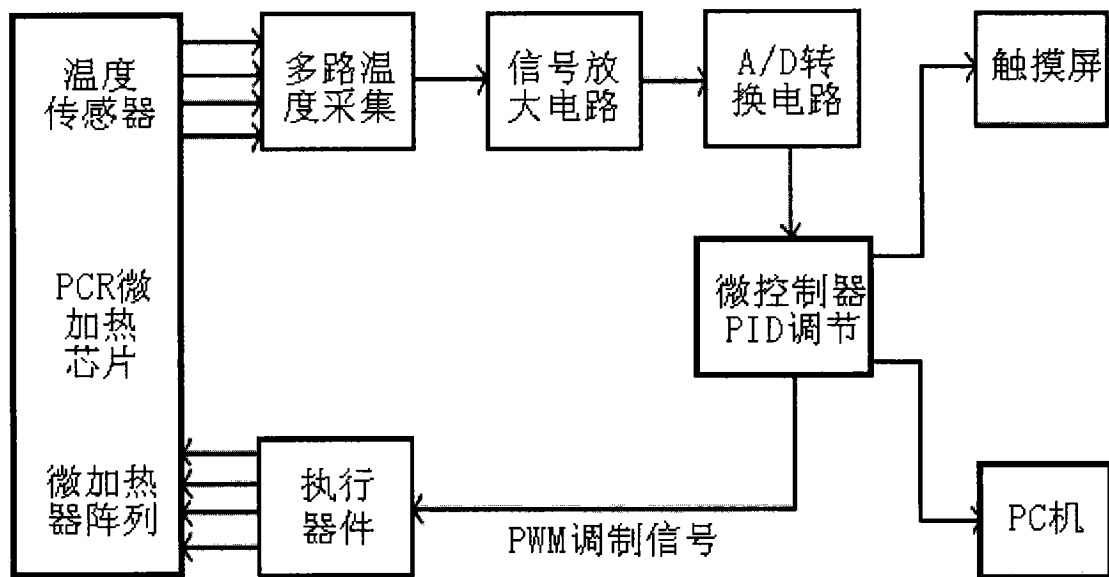 温度
传感器
PCR微
加热
芯片
微加热
器阵列
多路温
度采集
信号放
大电路
A/D转
换电路
触摸屏
微控制器
PID调节
执行
器件
PWM调制信号
PC机